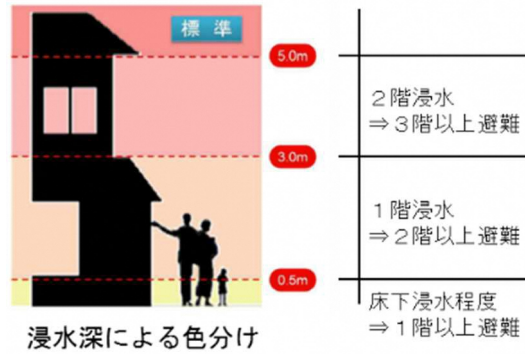 標 準
5.0m
２階浸水
⇒３階以上避難
3.0m
１階浸水
⇒２階以上避難
0.5m
床下浸水程度
⇒１階以上避難
浸水深による色分け